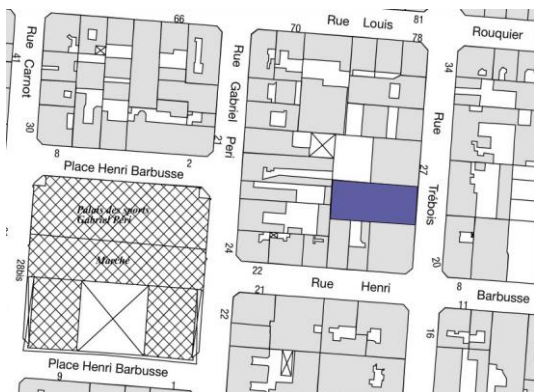 66
Rue Carnot
41
30
8
Place Henri Barbusse
2
21
Rue Gabriel Peri
70
Rue Louis
81
Rouquier
78
34
Rue Trébois
27
20
8
24
22
Rue Henri
Barbusse
21
22
11
16
Palais des sports
Gabriel Péri
Marché
28bis
Place Henri Barbusse
9
1